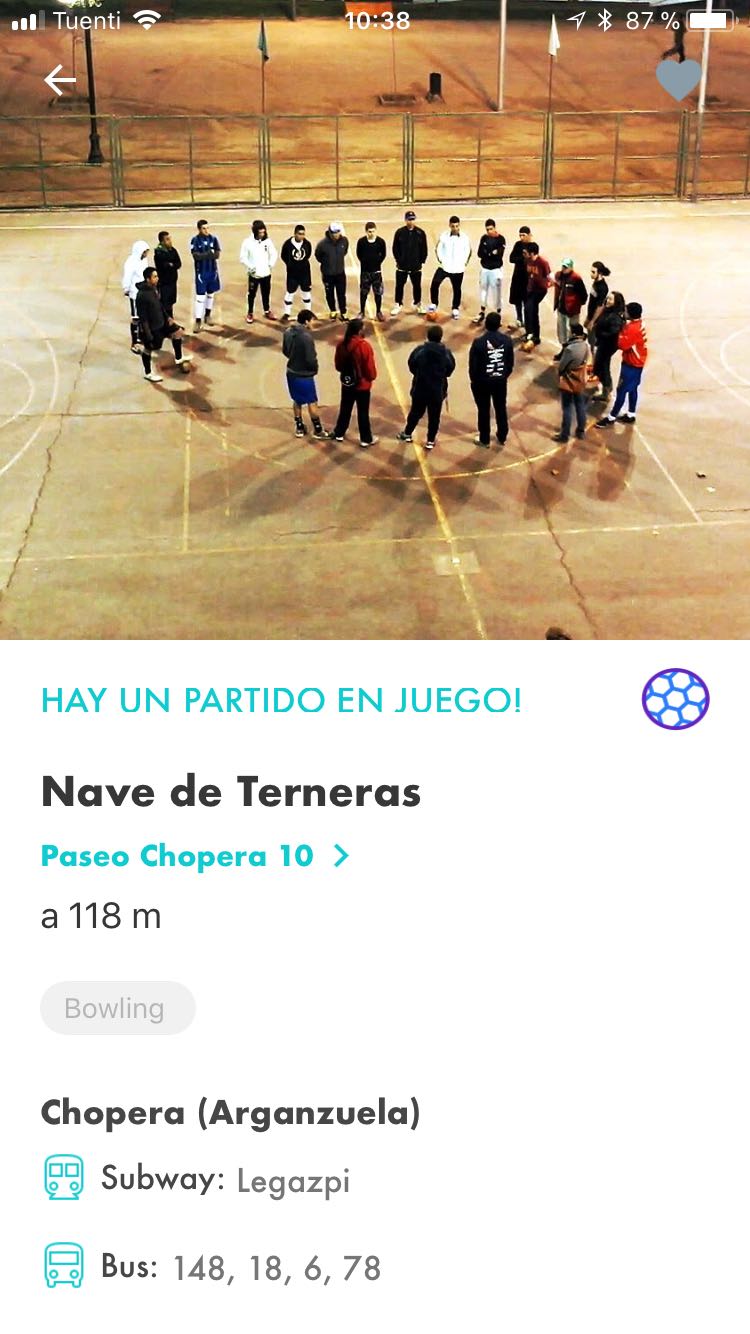 Tuenti 10:38 87 %
HAY UN PARTIDO EN JUEGO!
Nave de Terneras
Paseo Chopera 10 >
a 118 m
Bowling
Chopera (Arganzuela)
Subway: Legazpi
Bus: 148, 18, 6, 78